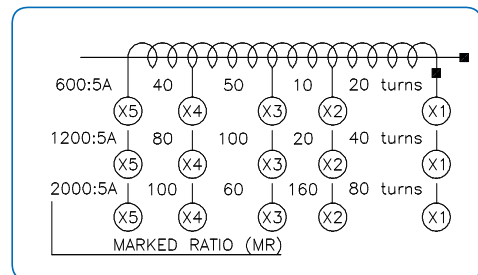 600:5A 40 50 10 20 turns
X5 X4 X3 X2 X1
1200:5A 80 100 20 40 turns
X5 X4 X3 X2 X1
2000:5A 100 60 160 80 turns
X5 X4 X3 X2 X1
MARKED RATIO (MR)